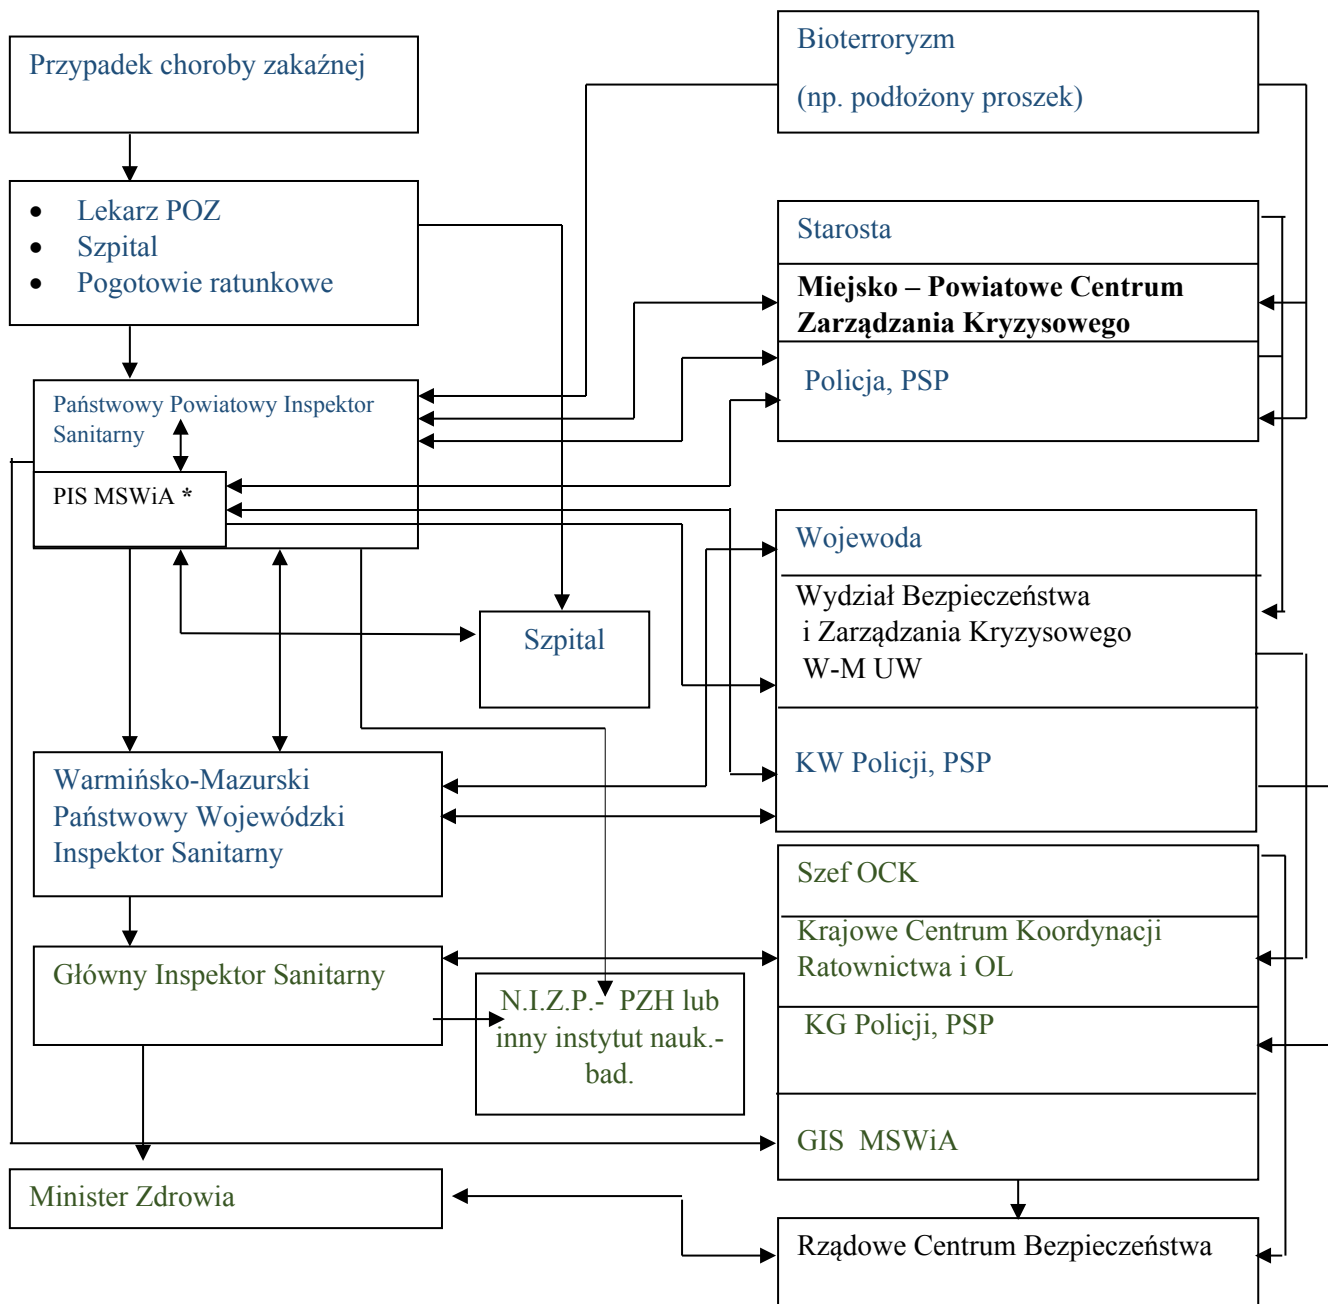 Przypadek choroby zakaźnej
Bioterroryzm
(np. podłożony proszek)
• Lekarz POZ
• Szpital
• Pogotowie ratunkowe
Starosta
Miejsko – Powiatowe Centrum
Zarządzania Kryzysowego
Policja, PSP
Państwowy Powiatowy Inspektor
Sanitarny
PIS MSWiA *
Szpital
Wojewoda
Wydział Bezpieczeństwa
i Zarządzania Kryzysowego
W-M UW
KW Policji, PSP
Warmińsko-Mazurski
Państwowy Wojewódzki
Inspektor Sanitarny
Szef OCK
Krajowe Centrum Koordynacji
Ratownictwa i OL
KG Policji, PSP
GIS MSWiA
Główny Inspektor Sanitarny
N.I.Z.P.- PZH lub
inny instytut nauk.-
bad.
Minister Zdrowia
Rządowe Centrum Bezpieczeństwa